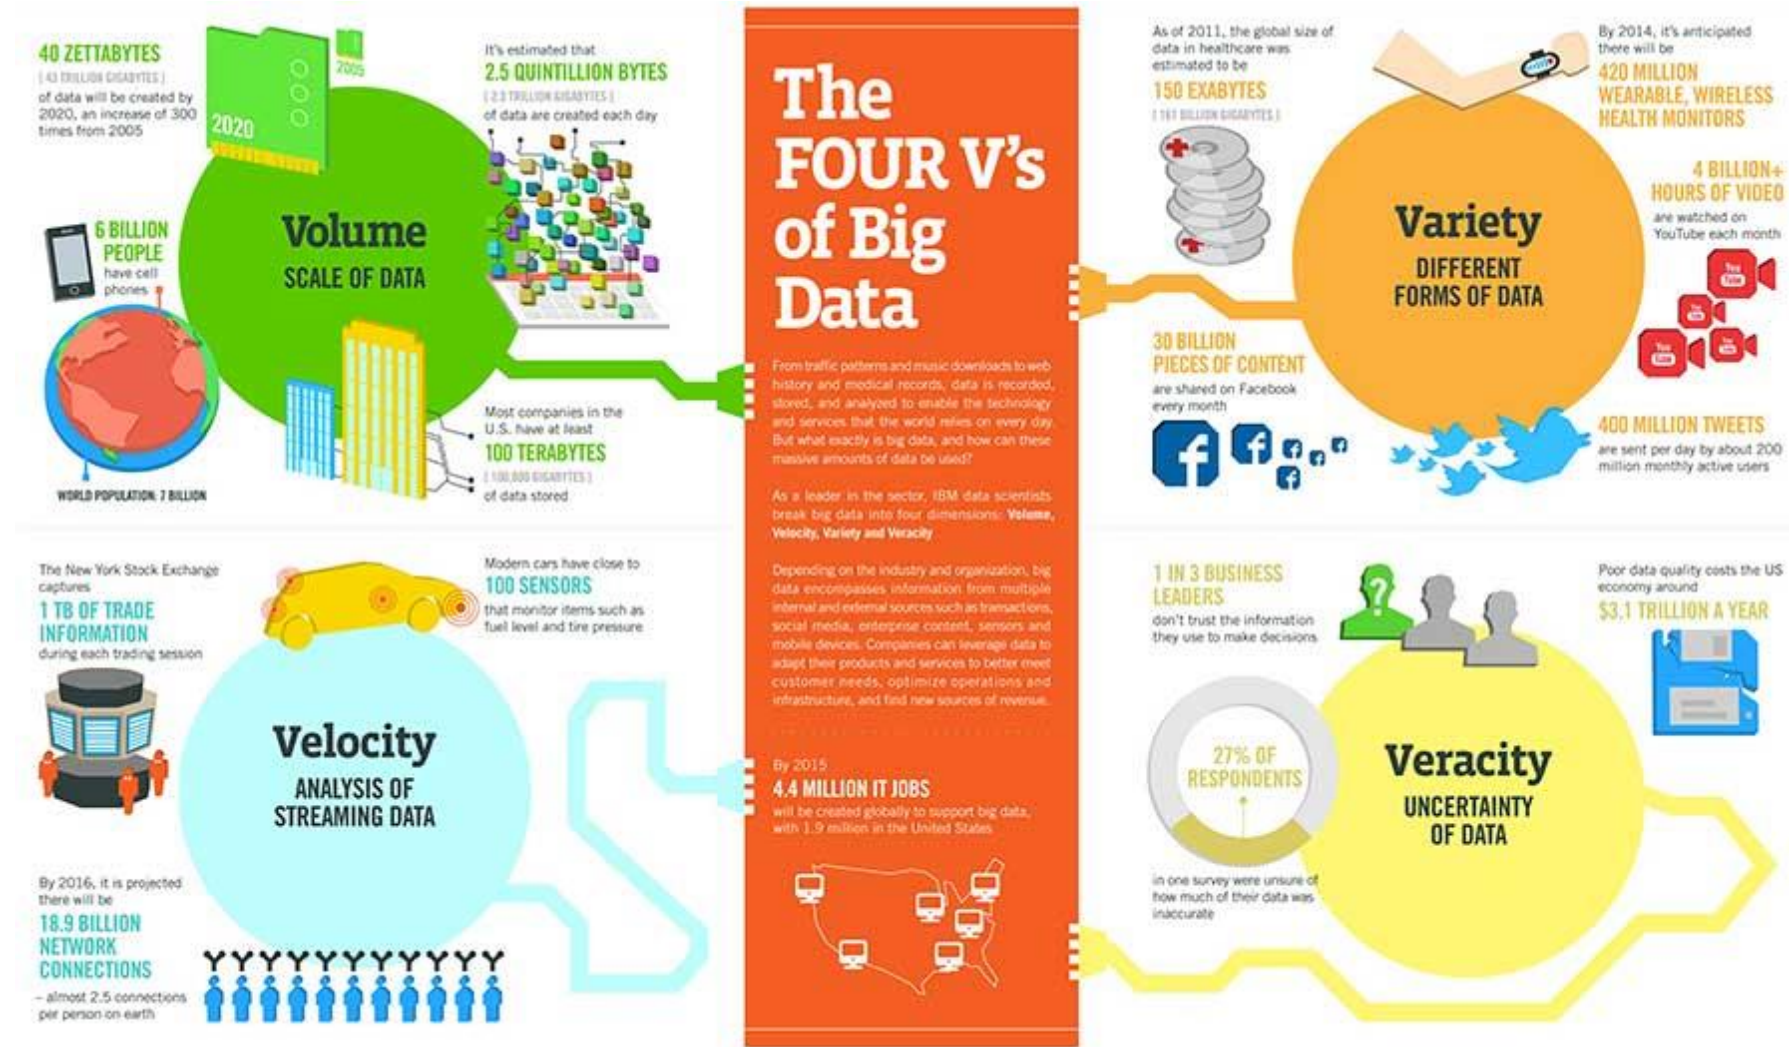 40 ZETTABYTES
[ 43 TRILLION GIGABYTES ]
of data will be created by
2020, an increase of 300
times from 2005
2020
2005
It's estimated that
2.5 QUINTILLION BYTES
[ 2.3 TRILLION GIGABYTES ]
of data are created each day
6 BILLION
PEOPLE
have cell
phones
WORLD POPULATION: 7 BILLION
Volume
SCALE OF DATA
Most companies in the
U.S. have at least
100 TERABYTES
[ 100,000 GIGABYTES ]
of data stored
The New York Stock Exchange
captures
1 TB OF TRADE
INFORMATION
during each trading session
Modern cars have close to
100 SENSORS
that monitor items such as
fuel level and tire pressure
Velocity
ANALYSIS OF
STREAMING DATA
By 2016, it is projected
there will be
18.9 BILLION
NETWORK
CONNECTIONS
– almost 2.5 connections
per person on earth
The
FOUR V's
of Big
Data
From traffic patterns and music downloads to web
history and medical records, data is recorded,
stored, and analyzed to enable the technology
and services that the world relies on every day.
But what exactly is big data, and how can these
massive amounts of data be used?
As a leader in the sector, IBM data scientists
break big data into four dimensions: Volume,
Velocity, Variety and Veracity
Depending on the industry and organization, big
data encompasses information from multiple
internal and external sources such as transactions,
social media, enterprise content, sensors and
mobile devices. Companies can leverage data to
adapt their products and services to better meet
customer needs, optimize operations and
infrastructure, and find new sources of revenue.
By 2015
4.4 MILLION IT JOBS
will be created globally to support big data,
with 1.9 million in the United States
As of 2011, the global size of
data in healthcare was
estimated to be
150 EXABYTES
[ 161 BILLION GIGABYTES ]
By 2014, it's anticipated
there will be
420 MILLION
WEARABLE, WIRELESS
HEALTH MONITORS
4 BILLION+
HOURS OF VIDEO
are watched on
YouTube each month
You
Tube
You
Tube
You
Tube
You
Tube
Variety
DIFFERENT
FORMS OF DATA
30 BILLION
PIECES OF CONTENT
are shared on Facebook
every month
f
f
f
f
f
f
400 MILLION TWEETS
are sent per day by about 200
million monthly active users
1 IN 3 BUSINESS
LEADERS
don't trust the information
they use to make decisions
?
Poor data quality costs the US
economy around
$3.1 TRILLION A YEAR
27% OF
RESPONDENTS
in one survey were unsure of
how much of their data was
inaccurate
Veracity
UNCERTAINTY
OF DATA